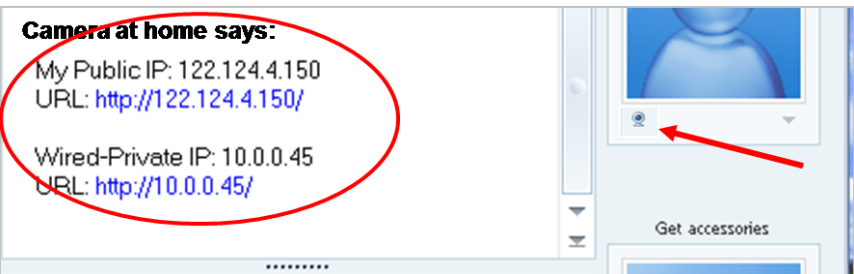 Camera at home says:
My Public IP: 122.124.4.150
URL: http://122.124.4.150/
Wired-Private IP: 10.0.0.45
URL: http://10.0.0.45/
Get accessories